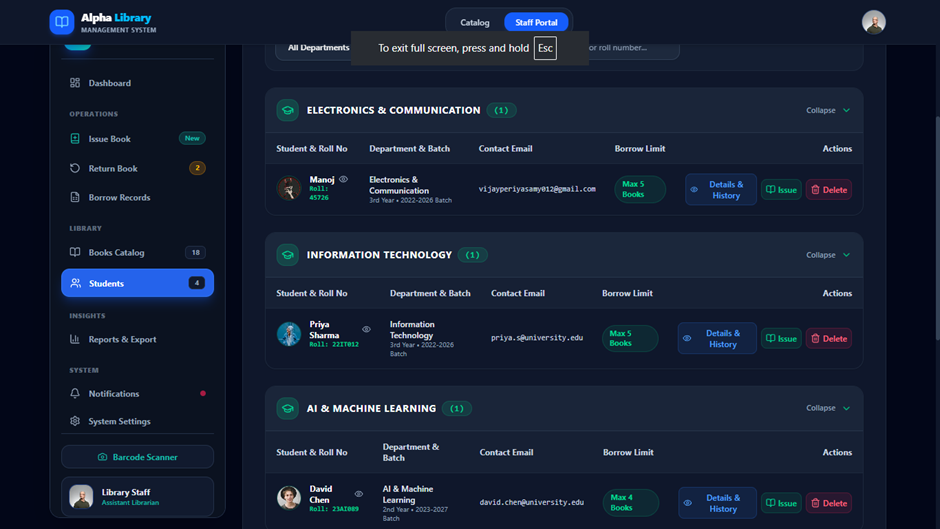 Alpha Library
MANAGEMENT SYSTEM
Catalog
Staff Portal
To exit full screen, press and hold Esc
All Departments
or roll number...
Dashboard
OPERATIONS
Issue Book
New
Return Book
2
Borrow Records
LIBRARY
Books Catalog
18
Students
4
INSIGHTS
Reports & Export
SYSTEM
Notifications
System Settings
Barcode Scanner
Library Staff
Assistant Librarian
ELECTRONICS & COMMUNICATION (1)
Collapse
Student & Roll No
Department & Batch
Contact Email
Borrow Limit
Actions
Manoj
Roll:
45726
Electronics &
Communication
3rd Year • 2022-2026 Batch
vijayperiyasamy012@gmail.com
Max 5
Books
Details &
History
Issue
Delete
INFORMATION TECHNOLOGY (1)
Collapse
Student & Roll No
Department & Batch
Contact Email
Borrow Limit
Actions
Priya
Sharma
Roll: 22IT012
Information
Technology
3rd Year • 2022-2026
Batch
priya.s@university.edu
Max 5
Books
Details &
History
Issue
Delete
AI & MACHINE LEARNING (1)
Collapse
Student & Roll No
Department &
Batch
Contact Email
Borrow Limit
Actions
David
Chen
Roll: 23AI089
AI & Machine
Learning
2nd Year • 2023-2027
Batch
david.chen@university.edu
Max 4
Books
Details &
History
Issue
Delete